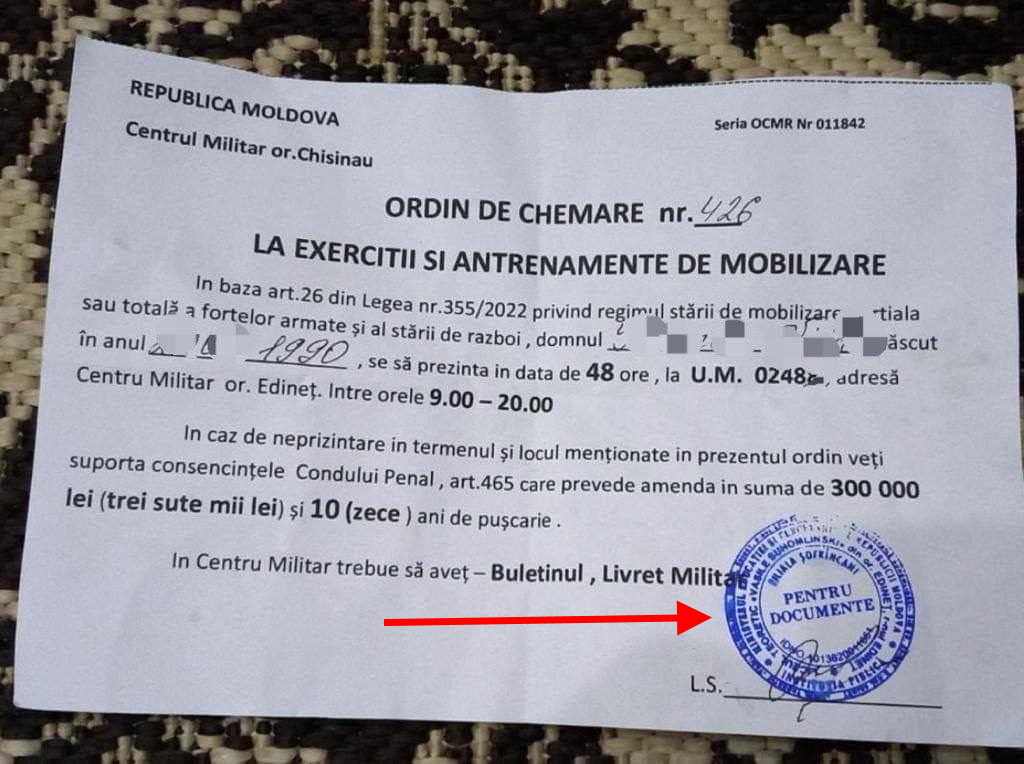 REPUBLICA MOLDOVA
Centrul Militar or.Chisinau
Seria OCMR Nr 011842
ORDIN DE CHEMARE nr. 426
LA EXERCITII SI ANTRENAMENTE DE MOBILIZARE
In baza art.26 din Legea nr.355/2022 privind regimul stării de mobilizare
sau totală a fortelor armate și al stării de razboi , domnul
în anul 1990 , se să prezinta in data de 48 ore , la U.M. 0248 , adresă
Centru Militar or. Edineț. Intre orele 9.00 – 20.00
In caz de neprizintare in termenul și locul menționate in prezentul ordin veți
suporta consencințele Condului Penal , art.465 care prevede amenda in suma de 300 000
lei (trei sute mii lei) și 10 (zece ) ani de pușcarie .
In Centru Militar trebue să aveț – Buletinul , Livret Militar
PENTRU
DOCUMENTE
L.S.